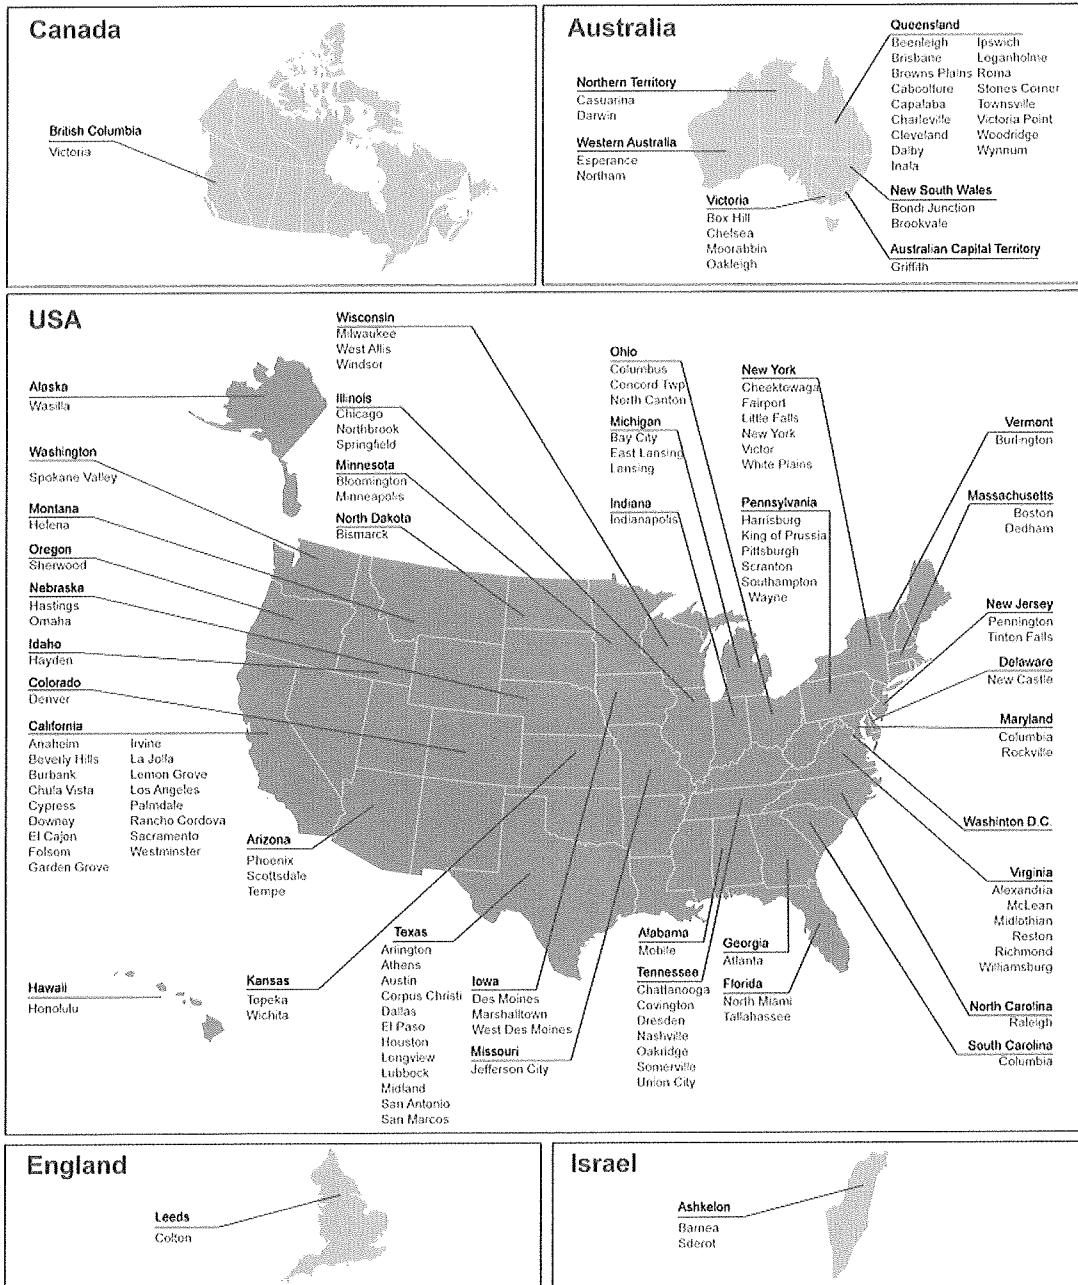 Canada
British Columbia
Victoria
Australia
Northern Territory
Casuarina
Darwin
Western Australia
Esperance
Northam
Victoria
Box Hill
Chelsea
Moorabbin
Oakleigh
Queensland
Beenleigh Ipswich
Brisbane Loganholme
Browns Plains Roma
Caboolture Stones Corner
Capalaba Townsville
Charleville Victoria Point
Cleveland Woodridge
Dalby Wynnum
Inala
New South Wales
Bondi Junction
Brookvale
Australian Capital Territory
Griffith
USA
Alaska
Wasilla
Washington
Spokane Valley
Montana
Helena
Oregon
Sherwood
Nebraska
Hastings
Omaha
Idaho
Hayden
Colorado
Denver
California
Anaheim Irvine
Beverly Hills La Jolla
Burbank Lemon Grove
Chula Vista Los Angeles
Cypress Palmdale
Downey Rancho Cordova
El Cajon Sacramento
Folsom Westminster
Garden Grove
Hawaii
Honolulu
Wisconsin
Milwaukee
West Allis
Windsor
Illinois
Chicago
Northbrook
Springfield
Minnesota
Bloomington
Minneapolis
North Dakota
Bismarck
Arizona
Phoenix
Scottsdale
Tempe
Kansas
Topeka
Wichita
Texas
Arlington
Athens
Austin
Corpus Christi
Dallas
El Paso
Houston
Longview
Lubbock
Midland
San Antonio
San Marcos
Iowa
Des Moines
Marshalltown
West Des Moines
Missouri
Jefferson City
Ohio
Columbus
Concord Twp
North Canton
Michigan
Bay City
East Lansing
Lansing
Indiana
Indianapolis
New York
Cheektowaga
Fairport
Little Falls
New York
Victor
White Plains
Pennsylvania
Harrisburg
King of Prussia
Pittsburgh
Scranton
Southampton
Wayne
Vermont
Burlington
Massachusetts
Boston
Dedham
New Jersey
Pennington
Tinton Falls
Delaware
New Castle
Maryland
Columbia
Rockville
Washinton D.C.
Virginia
Alexandria
McLean
Midlothian
Reston
Richmond
Williamsburg
North Carolina
Raleigh
South Carolina
Columbia
Alabama
Mobile
Tennessee
Chattanooga
Covington
Dresden
Nashville
Oakridge
Somerville
Union City
Georgia
Atlanta
Florida
North Miami
Tallahassee
England
Leeds
Colton
Israel
Ashkelon
Barnea
Sderot